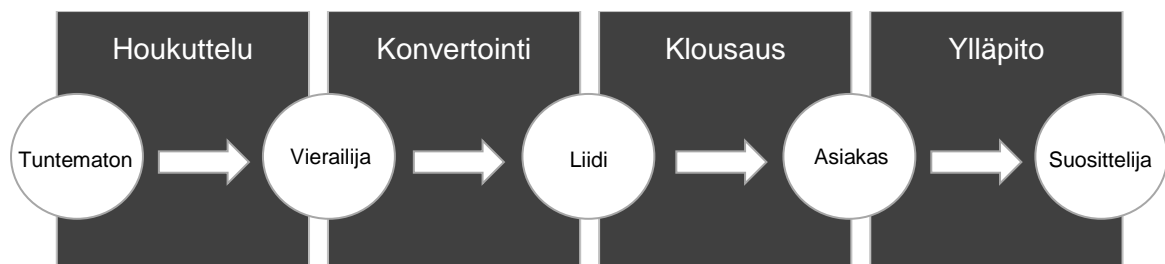 Houkuttelu
Konvertointi
Klousaus
Ylläpito
Tuntematon
Vierailija
Liidi
Asiakas
Suosittelija